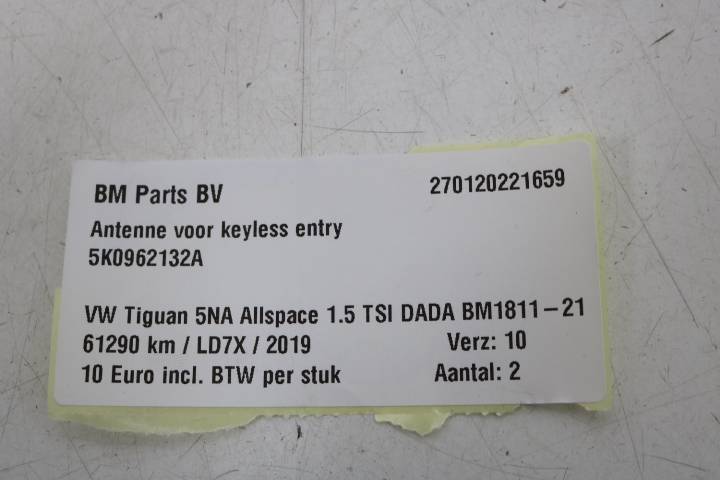 BM Parts BV 270120221659
Antenne voor keyless entry
5K0962132A
VW Tiguan 5NA Allspace 1.5 TSI DADA BM1811-21
61290 km / LD7X / 2019 Verz: 10
10 Euro incl. BTW per stuk Aantal: 2